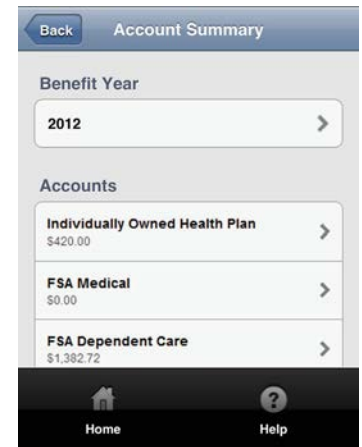 Back Account Summary
Benefit Year
2012
Accounts
Individually Owned Health Plan
$420.00
FSA Medical
$0.00
FSA Dependent Care
$1,382.72
Home Help